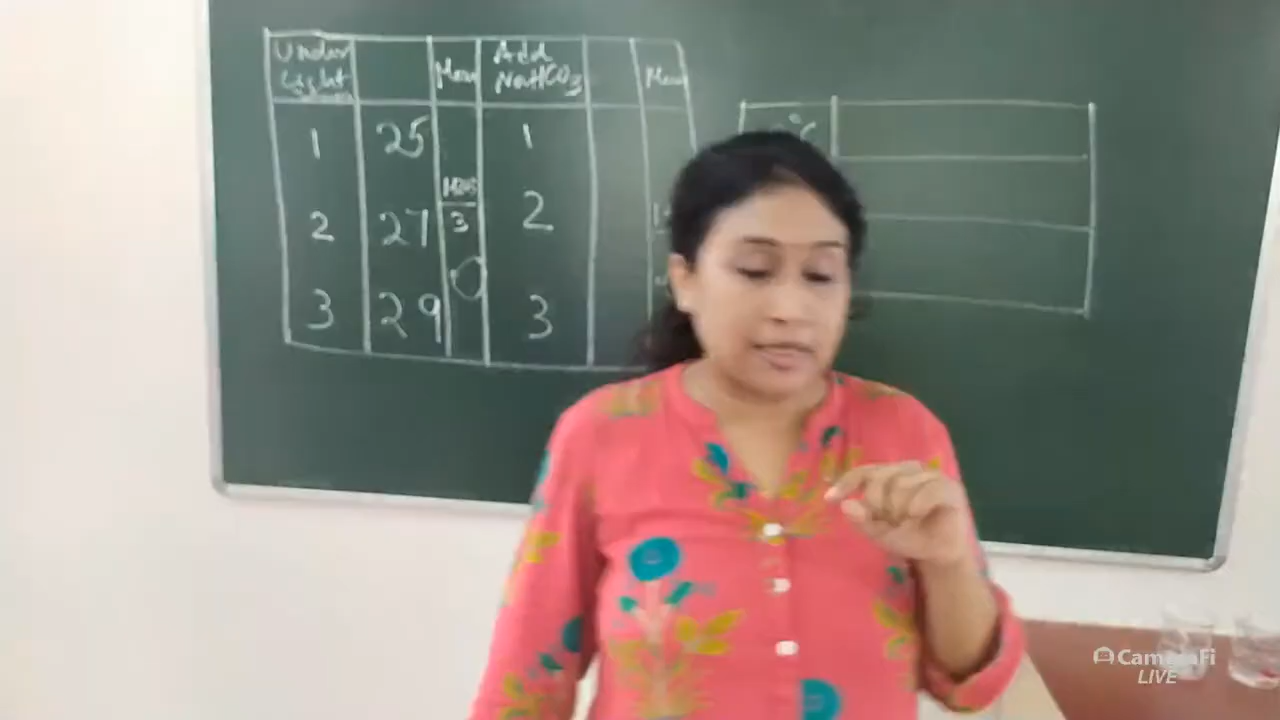 Under Light
Mean
Add NaHCO3
Mean
1 25 1
2 27 3 2
3 29 3
°C
CameraFi
LIVE